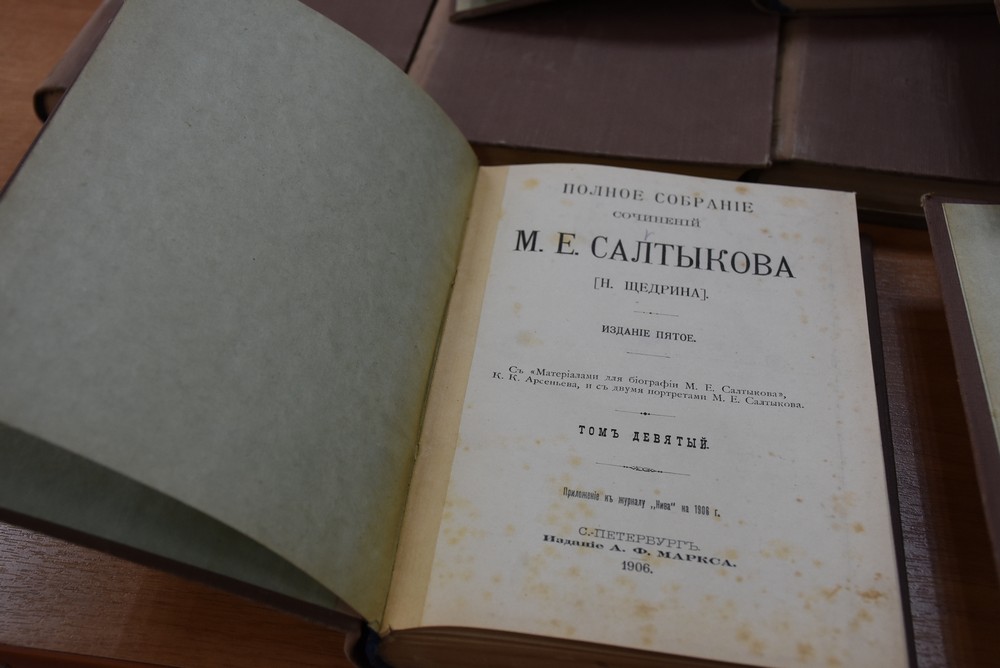 ПОЛНОЕ СОБРАНІЕ
СОЧИНЕНІЙ
М. Е. САЛТЫКОВА
[Н. ЩЕДРИНА].
ИЗДАНІЕ ПЯТОЕ.
Съ «Матеріалами для біографіи М. Е. Салтыкова»,
К. К. Арсеньева, и съ двумя портретами М. Е. Салтыкова.
ТОМЪ ДЕВЯТЫЙ.
Приложеніе къ журналу „Нива“ на 1906 г.
С.-ПЕТЕРБУРГЪ.
Изданіе А. Ф. МАРКСА.
1906.